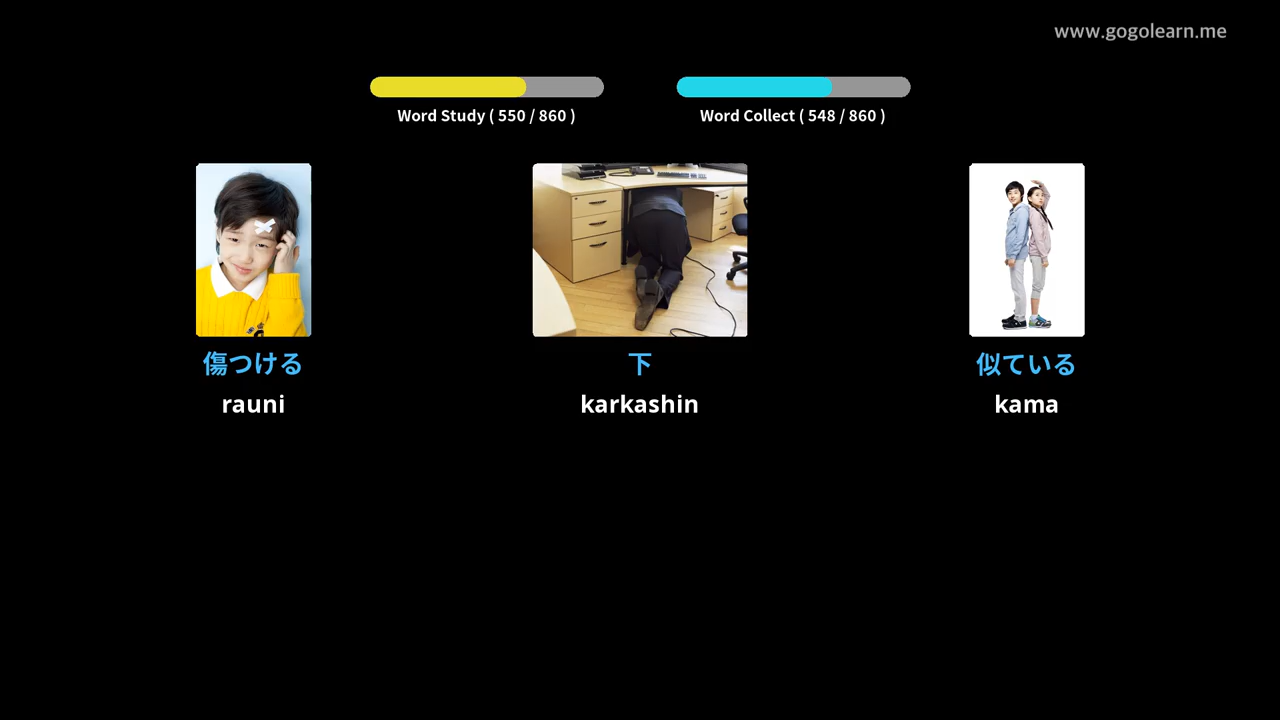 www.gogolearn.me
Word Study ( 550 / 860 )
Word Collect ( 548 / 860 )
傷つける
下
似ている
rauni
karkashin
kama